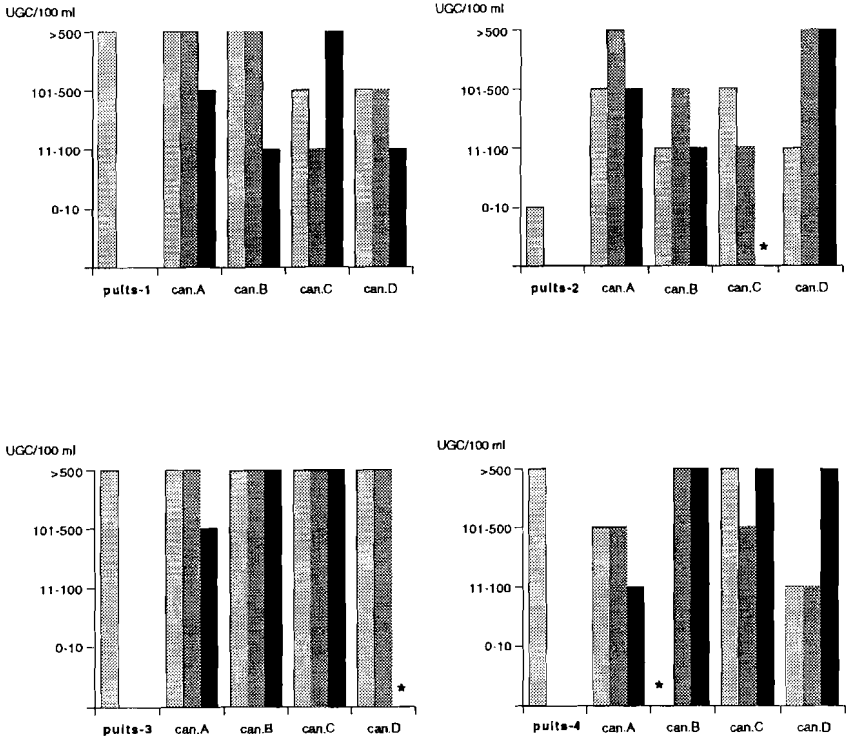 UGC/100 ml
>500
101-500
11-100
0-10
puits-1 can.A can.B can.C can.D
UGC/100 ml
>500
101-500
11-100
0-10
puits-2 can.A can.B can.C can.D
★
UGC/100 ml
>500
101-500
11-100
0-10
puits-3 can.A can.B can.C can.D
★
UGC/100 ml
>500
101-500
11-100
0-10
puits-4 can.A can.B can.C can.D
★